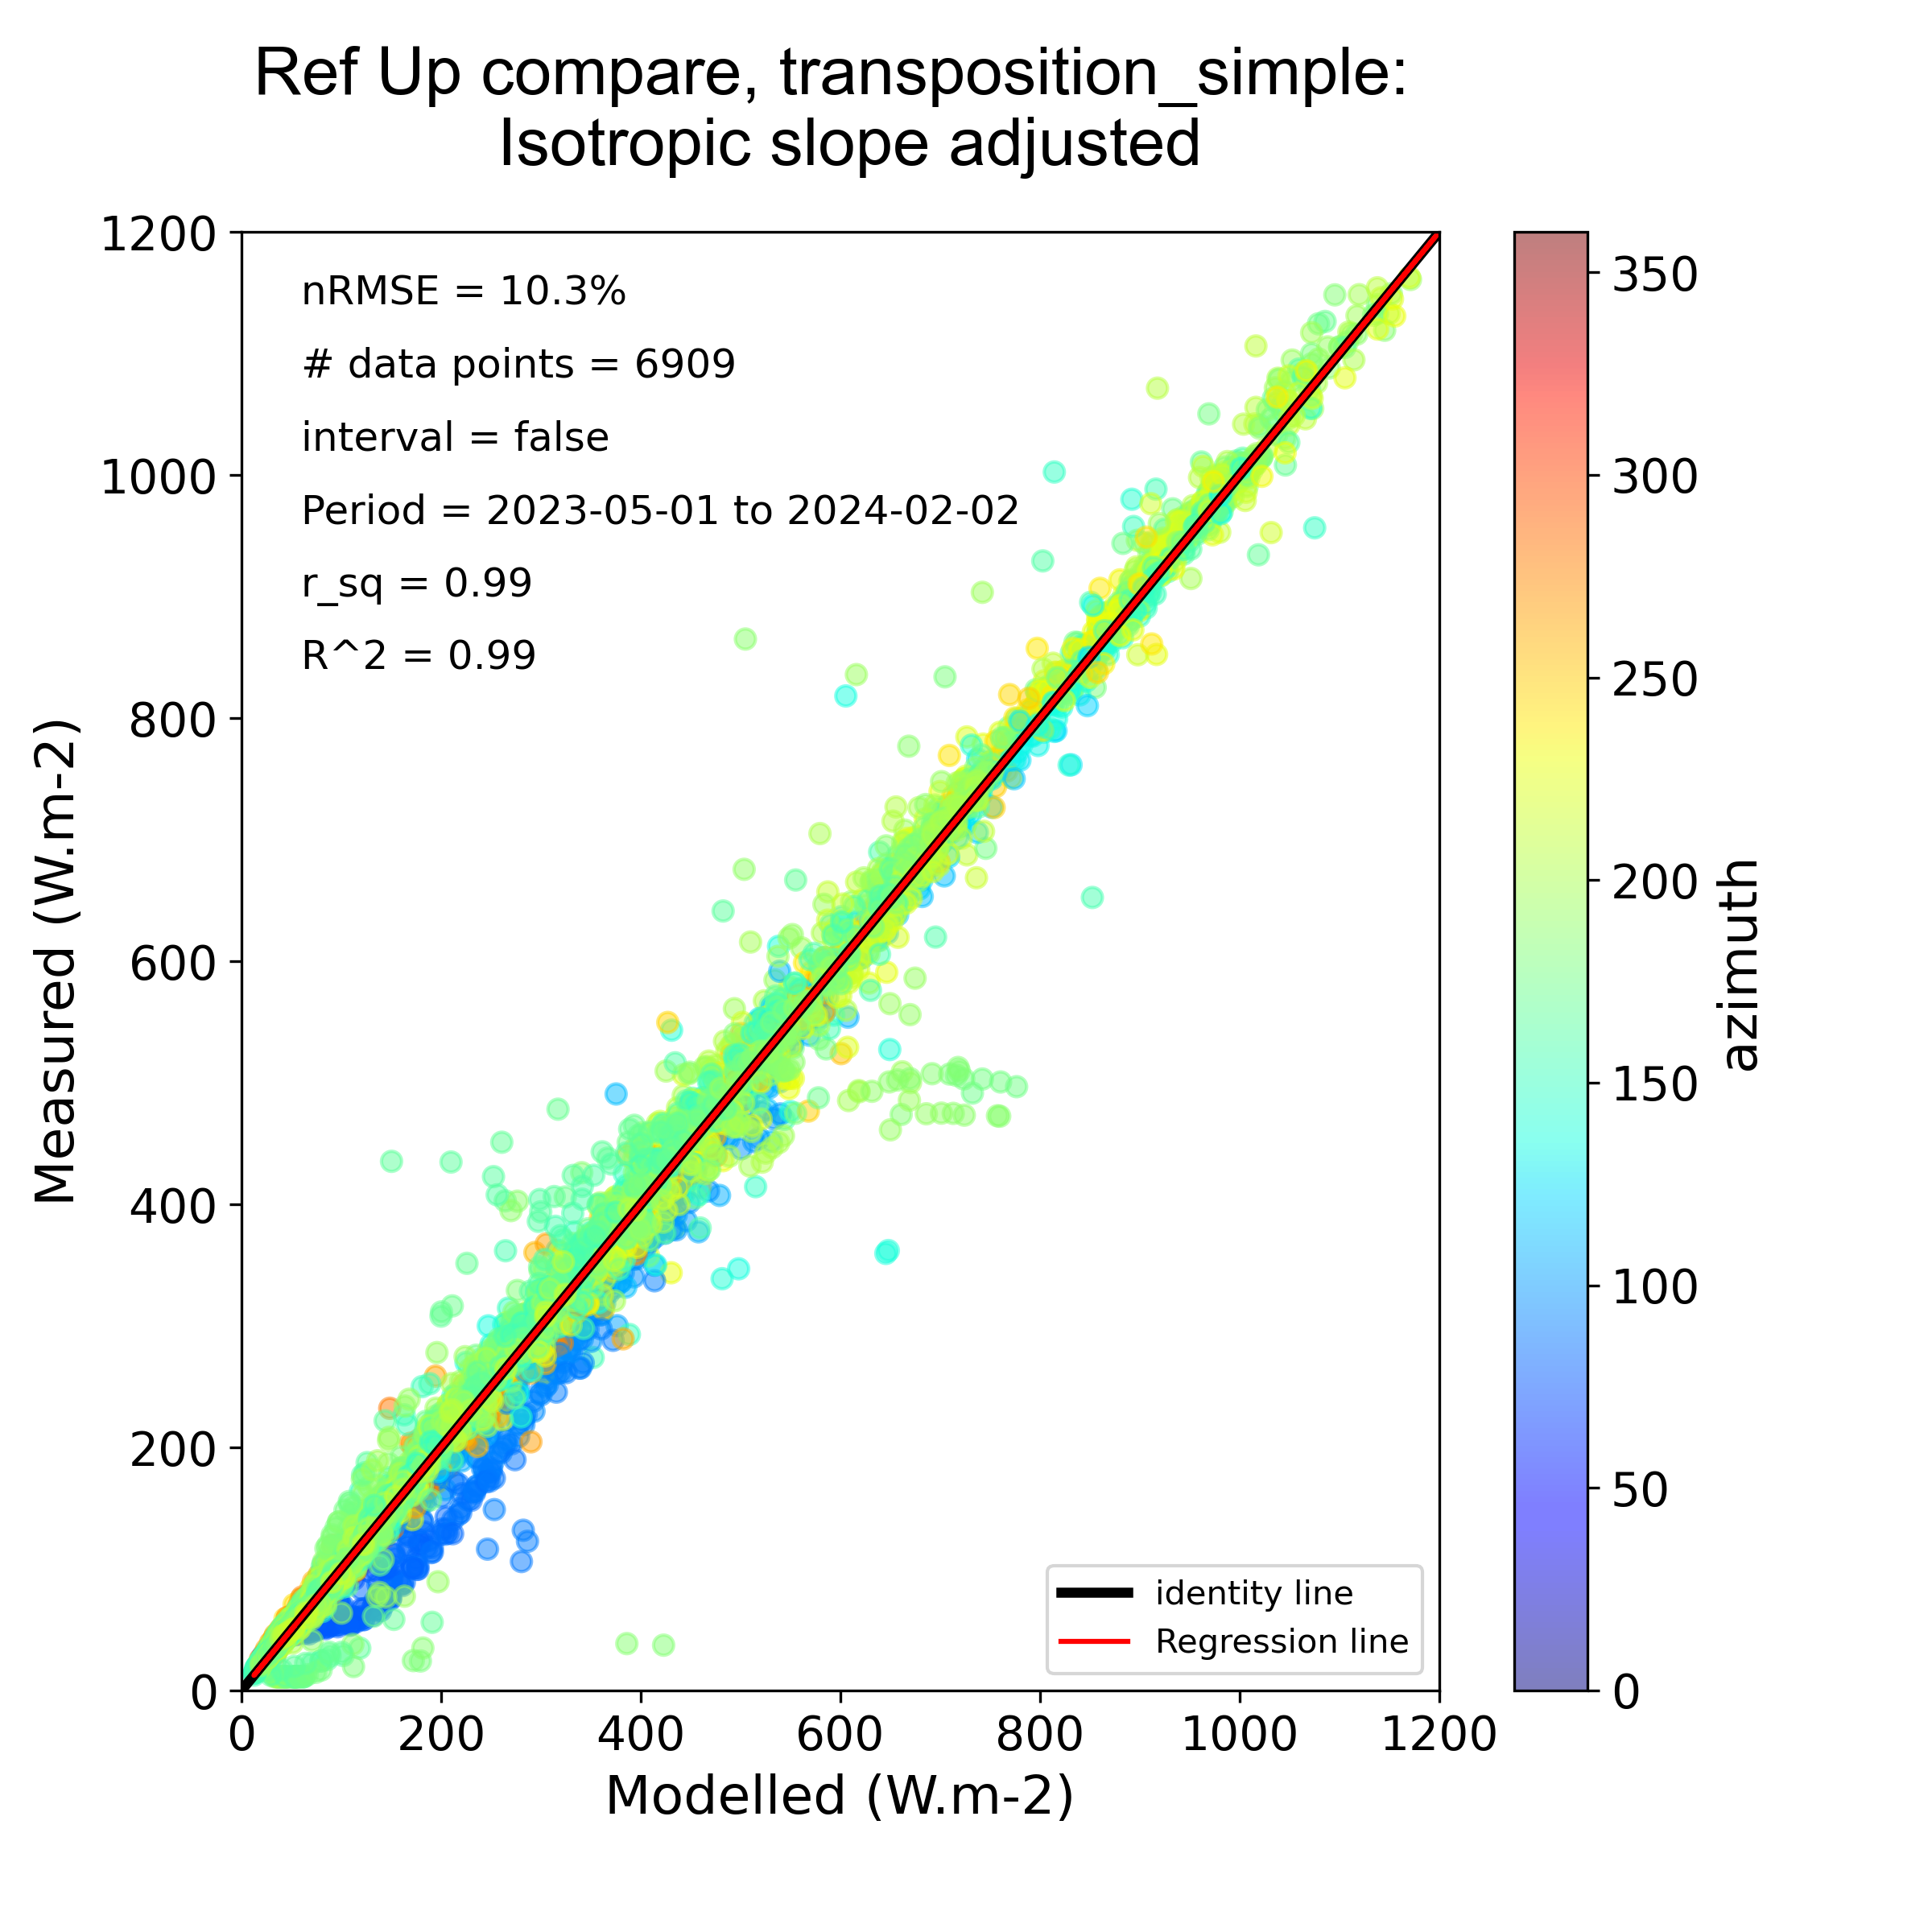 Ref Up compare, transposition_simple:
Isotropic slope adjusted
nRMSE = 10.3%
# data points = 6909
interval = false
Period = 2023-05-01 to 2024-02-02
r_sq = 0.99
R^2 = 0.99
Measured (W.m-2)
1200
1000
800
600
400
200
0
0 200 400 600 800 1000 1200
Modelled (W.m-2)
identity line
Regression line
350
300
250
200
150
100
50
0
azimuth